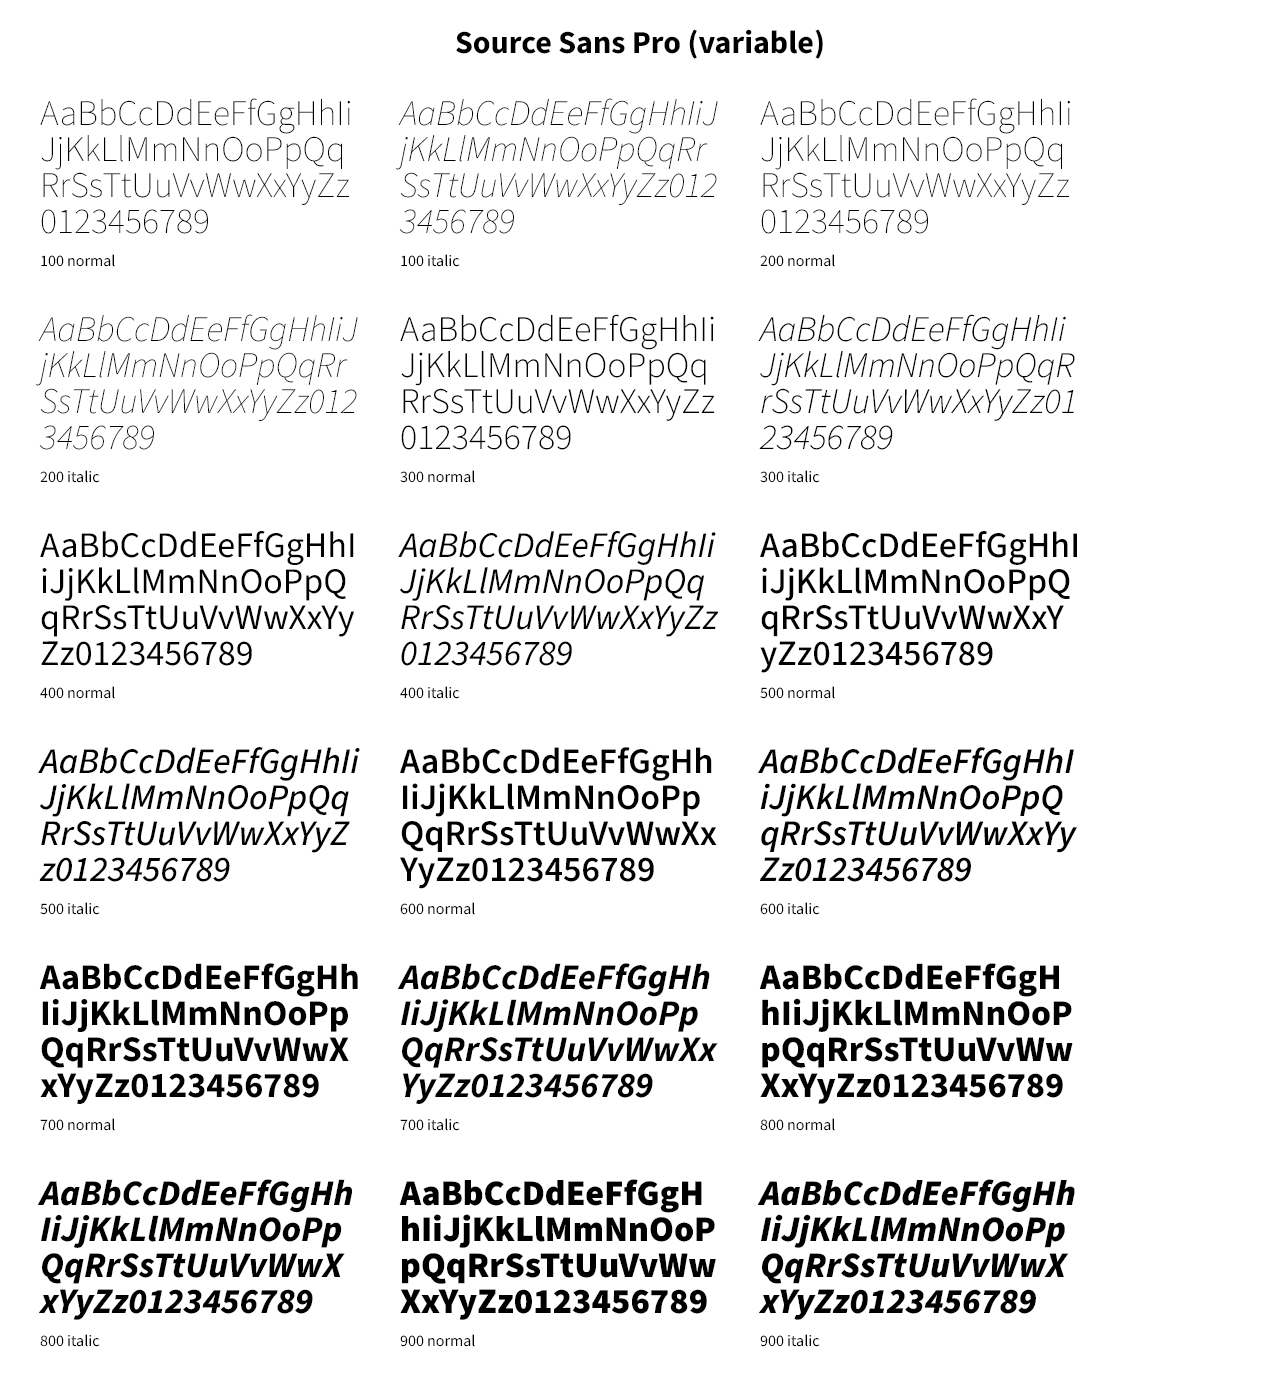 Source Sans Pro (variable)
AaBbCcDdEeFfGgHhIi
JjKkLlMmNnOoPpQq
RrSsTtUuVvWwXxYyZz
0123456789
100 normal
AaBbCcDdEeFfGgHhIiJ
jKkLlMmNnOoPpQqRr
SsTtUuVvWwXxYyZz012
3456789
100 italic
AaBbCcDdEeFfGgHhIi
JjKkLlMmNnOoPpQq
RrSsTtUuVvWwXxYyZz
0123456789
200 normal
AaBbCcDdEeFfGgHhIiJ
jKkLlMmNnOoPpQqRr
SsTtUuVvWwXxYyZz012
3456789
200 italic
AaBbCcDdEeFfGgHhIi
JjKkLlMmNnOoPpQq
RrSsTtUuVvWwXxYyZz
0123456789
300 normal
AaBbCcDdEeFfGgHhIi
JjKkLlMmNnOoPpQqR
rSsTtUuVvWwXxYyZz01
23456789
300 italic
AaBbCcDdEeFfGgHhI
iJjKkLlMmNnOoPpQ
qRrSsTtUuVvWwXxYy
Zz0123456789
400 normal
AaBbCcDdEeFfGgHhIi
JjKkLlMmNnOoPpQq
RrSsTtUuVvWwXxYyZz
0123456789
400 italic
AaBbCcDdEeFfGgHhI
iJjKkLlMmNnOoPpQ
qRrSsTtUuVvWwXxY
yZz0123456789
500 normal
AaBbCcDdEeFfGgHhIi
JjKkLlMmNnOoPpQq
RrSsTtUuVvWwXxYyZ
z0123456789
500 italic
AaBbCcDdEeFfGgHh
IiJjKkLlMmNnOoPp
QqRrSsTtUuVvWwXx
YyZz0123456789
600 normal
AaBbCcDdEeFfGgHhI
iJjKkLlMmNnOoPpQ
qRrSsTtUuVvWwXxYy
Zz0123456789
600 italic
AaBbCcDdEeFfGgHh
IiJjKkLlMmNnOoPp
QqRrSsTtUuVvWwX
xYyZz0123456789
700 normal
AaBbCcDdEeFfGgHh
IiJjKkLlMmNnOoPp
QqRrSsTtUuVvWwXx
YyZz0123456789
700 italic
AaBbCcDdEeFfGgH
hIiJjKkLlMmNnOoP
pQqRrSsTtUuVvWw
XxYyZz0123456789
800 normal
AaBbCcDdEeFfGgHh
IiJjKkLlMmNnOoPp
QqRrSsTtUuVvWwX
xYyZz0123456789
800 italic
AaBbCcDdEeFfGgH
hIiJjKkLlMmNnOoP
pQqRrSsTtUuVvWw
XxYyZz0123456789
900 normal
AaBbCcDdEeFfGgHh
IiJjKkLlMmNnOoPp
QqRrSsTtUuVvWwX
xYyZz0123456789
900 italic